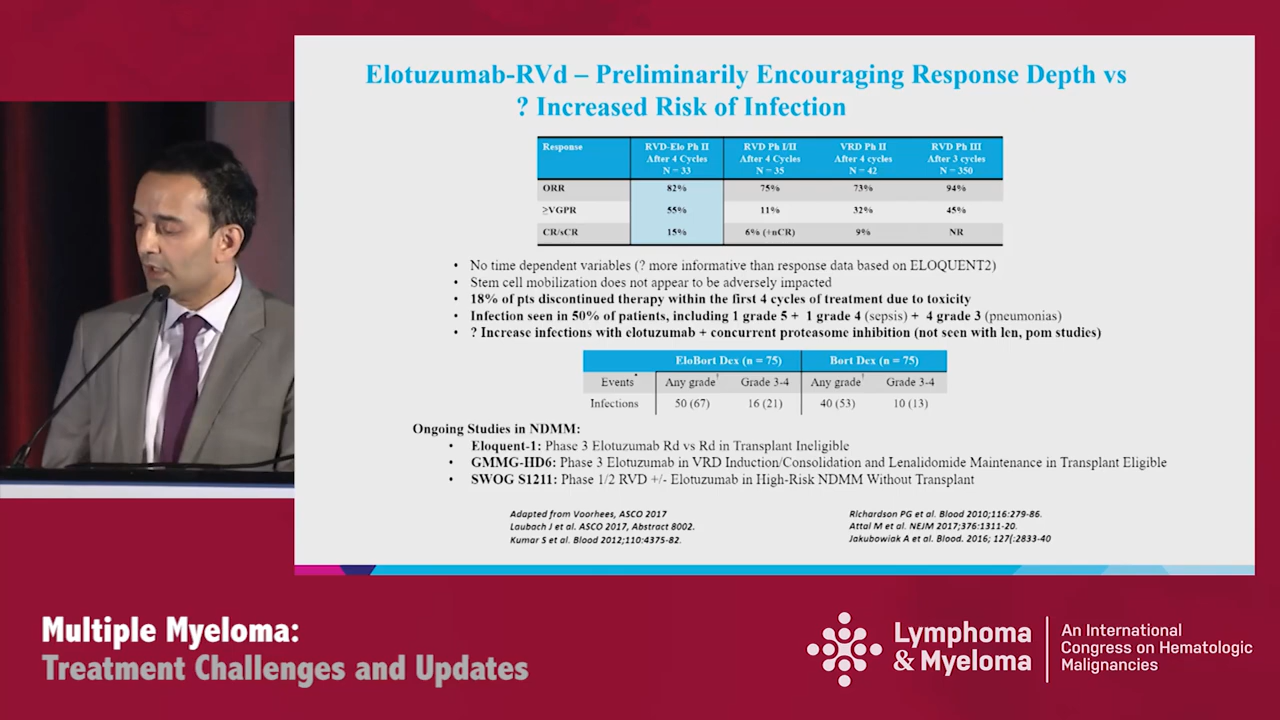 Elotuzumab-RVd – Preliminarily Encouraging Response Depth vs
? Increased Risk of Infection
Response RVD-Elo Ph II After 4 Cycles N = 33 RVD Ph I/II After 4 Cycles N = 35 VRD Ph II After 4 cycles N = 42 RVD Ph III After 3 cycles N = 350
ORR 82% 75% 73% 94%
≥VGPR 55% 11% 32% 45%
CR/sCR 15% 6% (+nCR) 9% NR
• No time dependent variables (? more informative than response data based on ELOQUENT2)
• Stem cell mobilization does not appear to be adversely impacted
• 18% of pts discontinued therapy within the first 4 cycles of treatment due to toxicity
• Infection seen in 50% of patients, including 1 grade 5 + 1 grade 4 (sepsis) + 4 grade 3 (pneumonias)
• ? Increase infections with elotuzumab + concurrent proteasome inhibition (not seen with len, pom studies)
EloBort Dex (n = 75) Bort Dex (n = 75)
Events* Any grade† Grade 3-4 Any grade† Grade 3-4
Infections 50 (67) 16 (21) 40 (53) 10 (13)
Ongoing Studies in NDMM:
• Eloquent-1: Phase 3 Elotuzumab Rd vs Rd in Transplant Ineligible
• GMMG-HD6: Phase 3 Elotuzumab in VRD Induction/Consolidation and Lenalidomide Maintenance in Transplant Eligible
• SWOG S1211: Phase 1/2 RVD +/- Elotuzumab in High-Risk NDMM Without Transplant
Adapted from Voorhees, ASCO 2017
Laubach J et al. ASCO 2017, Abstract 8002.
Kumar S et al. Blood 2012;110:4375-82.
Richardson PG et al. Blood 2010;116:279-86.
Attal M et al. NEJM 2017;376:1311-20.
Jakubowiak A et al. Blood. 2016; 127(:2833-40
Multiple Myeloma:
Treatment Challenges and Updates
Lymphoma
& Myeloma
An International
Congress on Hematologic
Malignancies